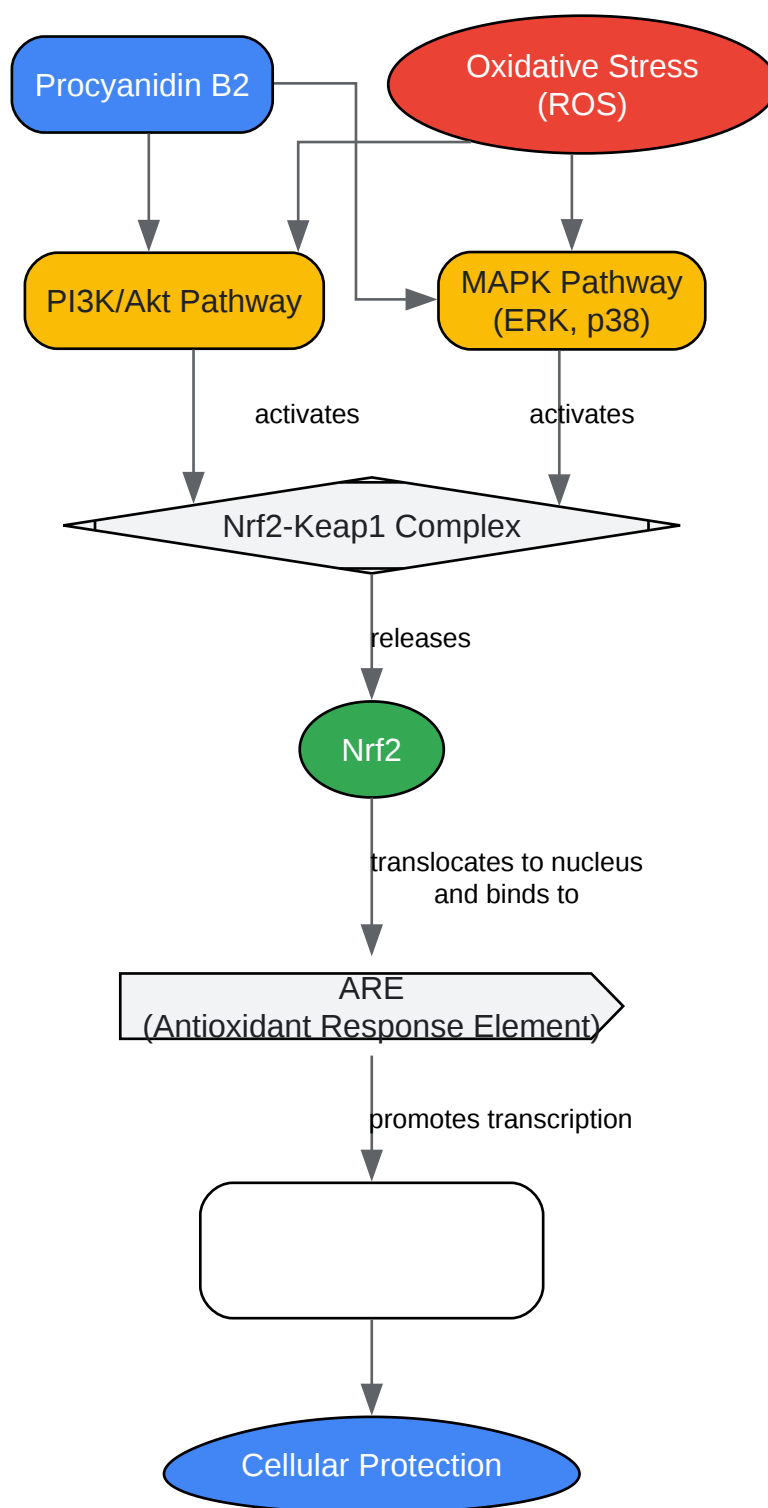 Procyanidin B2
Oxidative Stress
(ROS)
PI3K/Akt Pathway
MAPK Pathway
(ERK, p38)
activates
activates
Nrf2-Keap1 Complex
releases
Nrf2
translocates to nucleus
and binds to
ARE
(Antioxidant Response Element)
promotes transcription
Cellular Protection